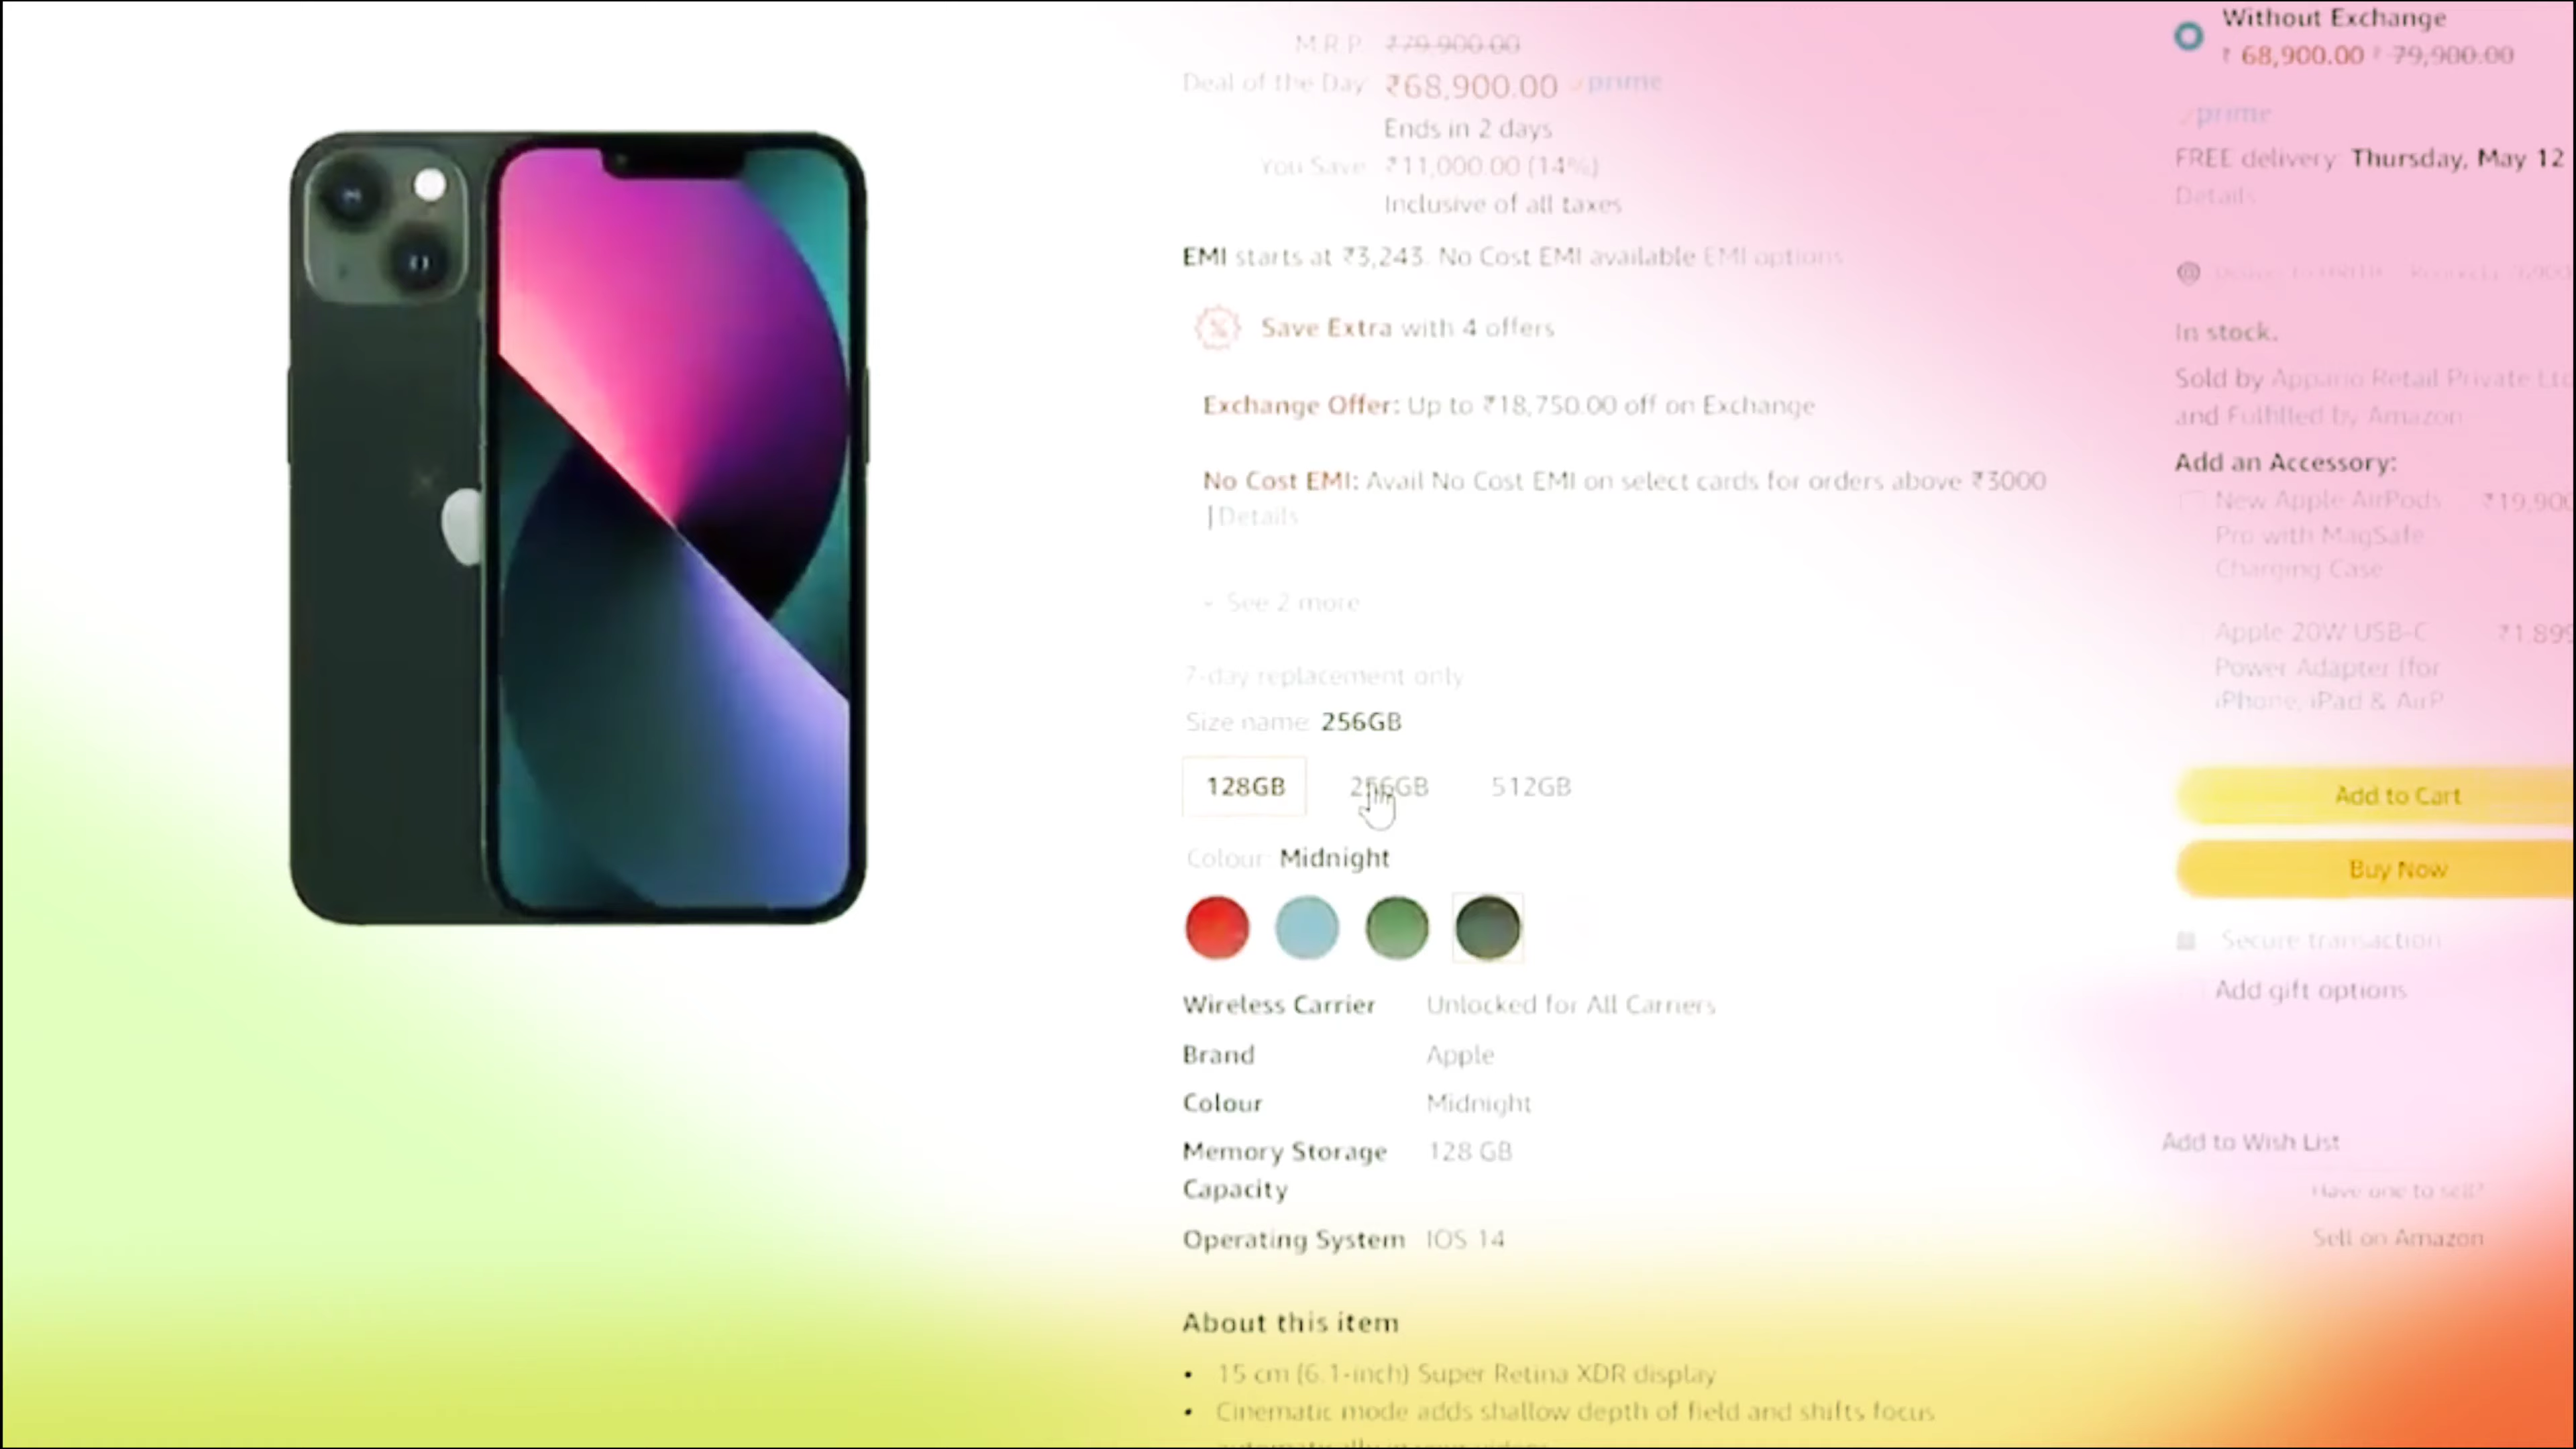 M.R.P. ₹79,900.00
Deal of the Day: ₹68,900.00 prime
Ends in 2 days
You Save: ₹11,000.00 (14%)
Inclusive of all taxes
EMI starts at ₹3,243. No Cost EMI available EMI options
Save Extra with 4 offers
Exchange Offer: Up to ₹18,750.00 off on Exchange
No Cost EMI: Avail No Cost EMI on select cards for orders above ₹3000
|Details
See 2 more
7-day replacement only
Size name: 256GB
128GB 256GB 512GB
Colour: Midnight
Wireless Carrier Unlocked for All Carriers
Brand Apple
Colour Midnight
Memory Storage 128 GB
Capacity
Operating System IOS 14
About this item
• 15 cm (6.1-inch) Super Retina XDR display
• Cinematic mode adds shallow depth of field and shifts focus
Without Exchange
₹ 68,900.00 ₹ 79,900.00
prime
FREE delivery: Thursday, May 12
Details
In stock.
Sold by Appario Retail Private Ltd
and Fulfilled by Amazon.
Add an Accessory:
New Apple AirPods ₹19,900
Pro with MagSafe
Charging Case
Apple 20W USB-C ₹1,899
Power Adapter (for
iPhone, iPad & AirP
Add to Cart
Buy Now
Secure transaction
Add gift options
Add to Wish List
Have one to sell?
Sell on Amazon